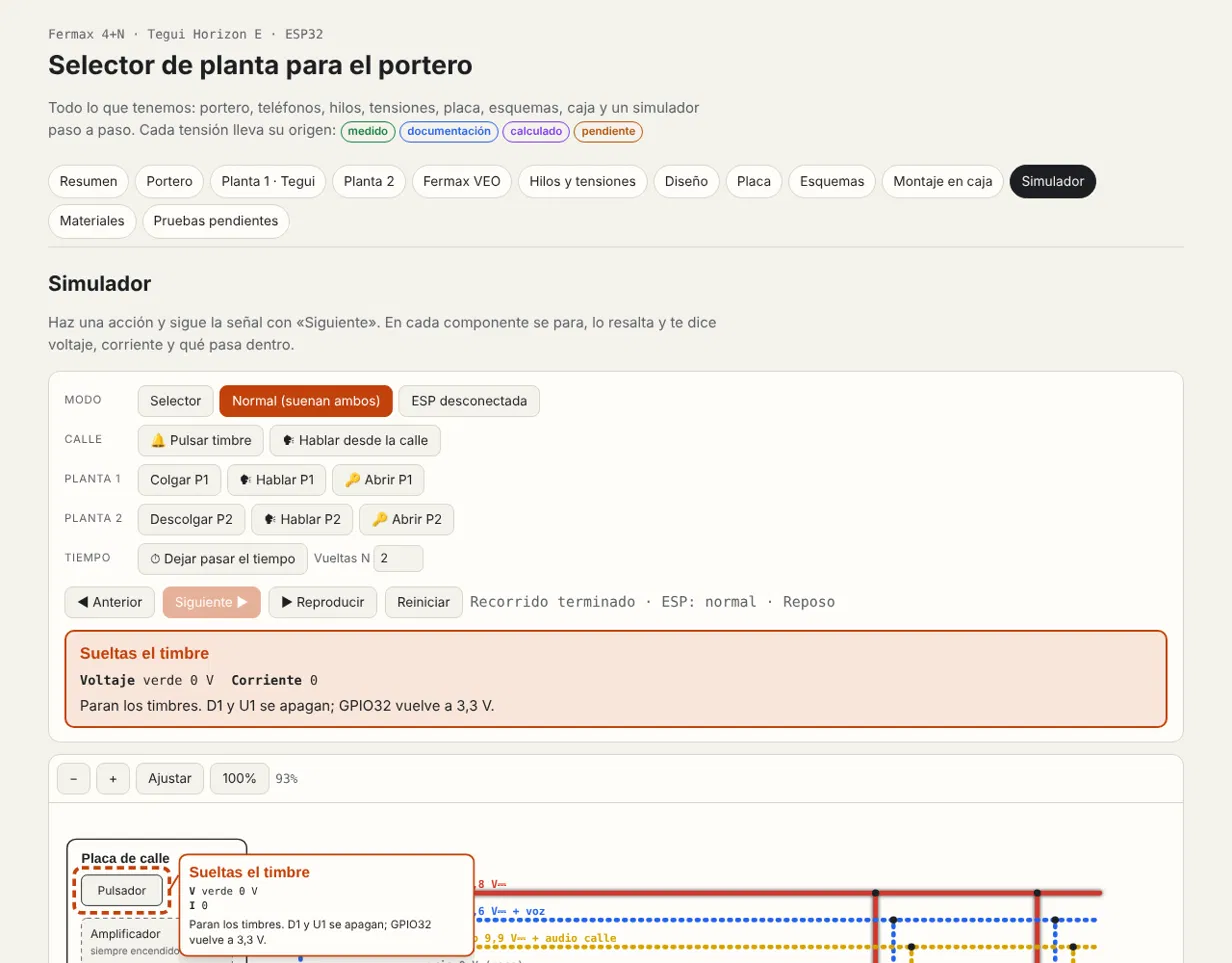 Fermax 4+N · Tegui Horizon E · ESP32
Selector de planta para el portero
Todo lo que tenemos: portero, teléfonos, hilos, tensiones, placa, esquemas, caja y un simulador
paso a paso. Cada tensión lleva su origen: medido documentación calculado pendiente
Resumen Portero Planta 1 · Tegui Planta 2 Fermax VEO Hilos y tensiones Diseño Placa Esquemas Montaje en caja Simulador
Materiales Pruebas pendientes
Simulador
Haz una acción y sigue la señal con «Siguiente». En cada componente se para, lo resalta y te dice
voltaje, corriente y qué pasa dentro.
MODO Selector Normal (suenan ambos) ESP desconectada
CALLE 🔔 Pulsar timbre 🗣 Hablar desde la calle
PLANTA 1 Colgar P1 🗣 Hablar P1 🔑 Abrir P1
PLANTA 2 Descolgar P2 🗣 Hablar P2 🔑 Abrir P2
TIEMPO ⏱ Dejar pasar el tiempo Vueltas N 2
◀ Anterior Siguiente ▶ ▶ Reproducir Reiniciar Recorrido terminado · ESP: normal · Reposo
Sueltas el timbre
Voltaje verde 0 V Corriente 0
Paran los timbres. D1 y U1 se apagan; GPIO32 vuelve a 3,3 V.
− + Ajustar 100% 93%
Placa de calle
Pulsador
Amplificador
siempre encendido
Sueltas el timbre
V verde 0 V
I 0
Paran los timbres. D1 y U1 se apagan; GPIO32
vuelve a 3,3 V.
,8 V⎓
,6 V⎓ + voz
9,9 V⎓ + audio calle